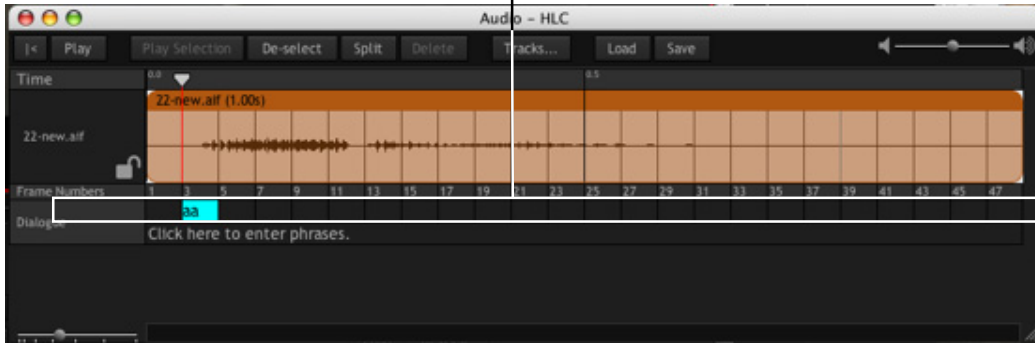 Audio – HLC
|< Play Play Selection De-select Split Delete Tracks... Load Save
Time 0.0 0.5
22-new.aif (1.00s)
22-new.aif
Frame Numbers 1 3 5 7 9 11 13 15 17 19 21 23 25 27 29 31 33 35 37 39 41 43 45 47
aa
Dialogue
Click here to enter phrases.